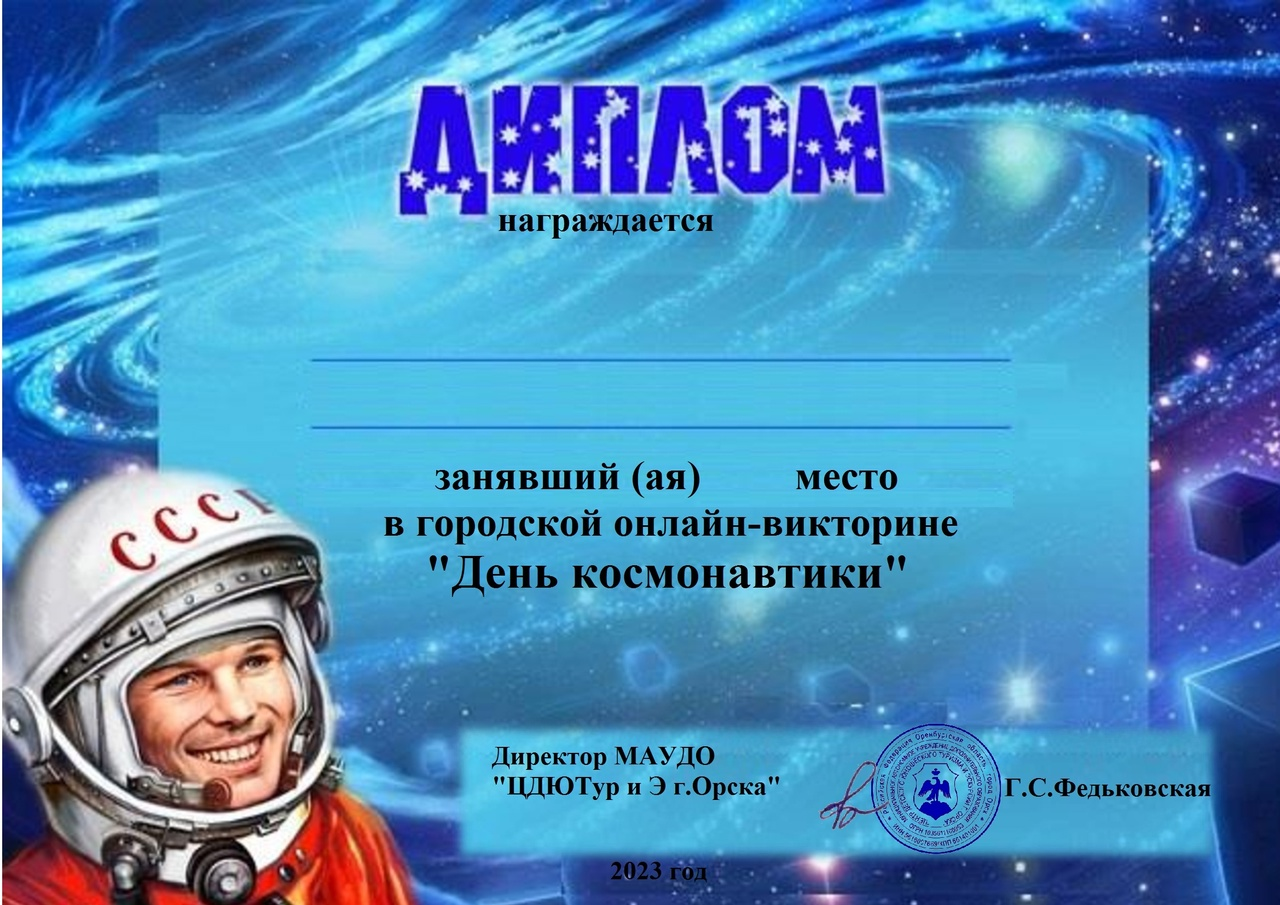 ДИПЛОМ
награждается
занявший (ая) место
в городской онлайн-викторине
"День космонавтики"
СССР
Директор МАУДО
"ЦДЮТур и Э г.Орска"
Г.С.Федьковская
2023 год